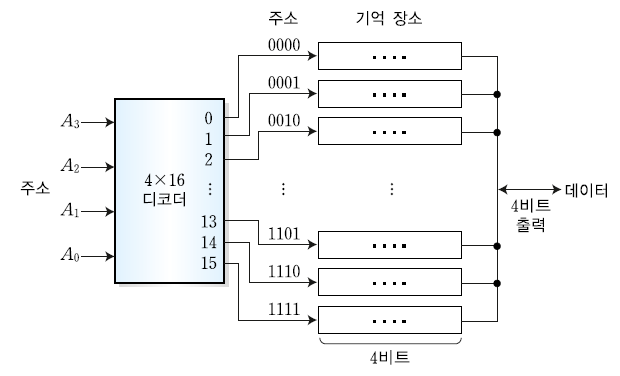 주소 기억 장소
0000 ....
0001 ....
0010 ....
A₃ 0
A₂ 1
주소 4×16 2
디코더 ⋮ ⋮ ⋮
A₁ 13
A₀ 14
15
1101 ....
1110 ....
1111 ....
데이터
4비트
출력
4비트